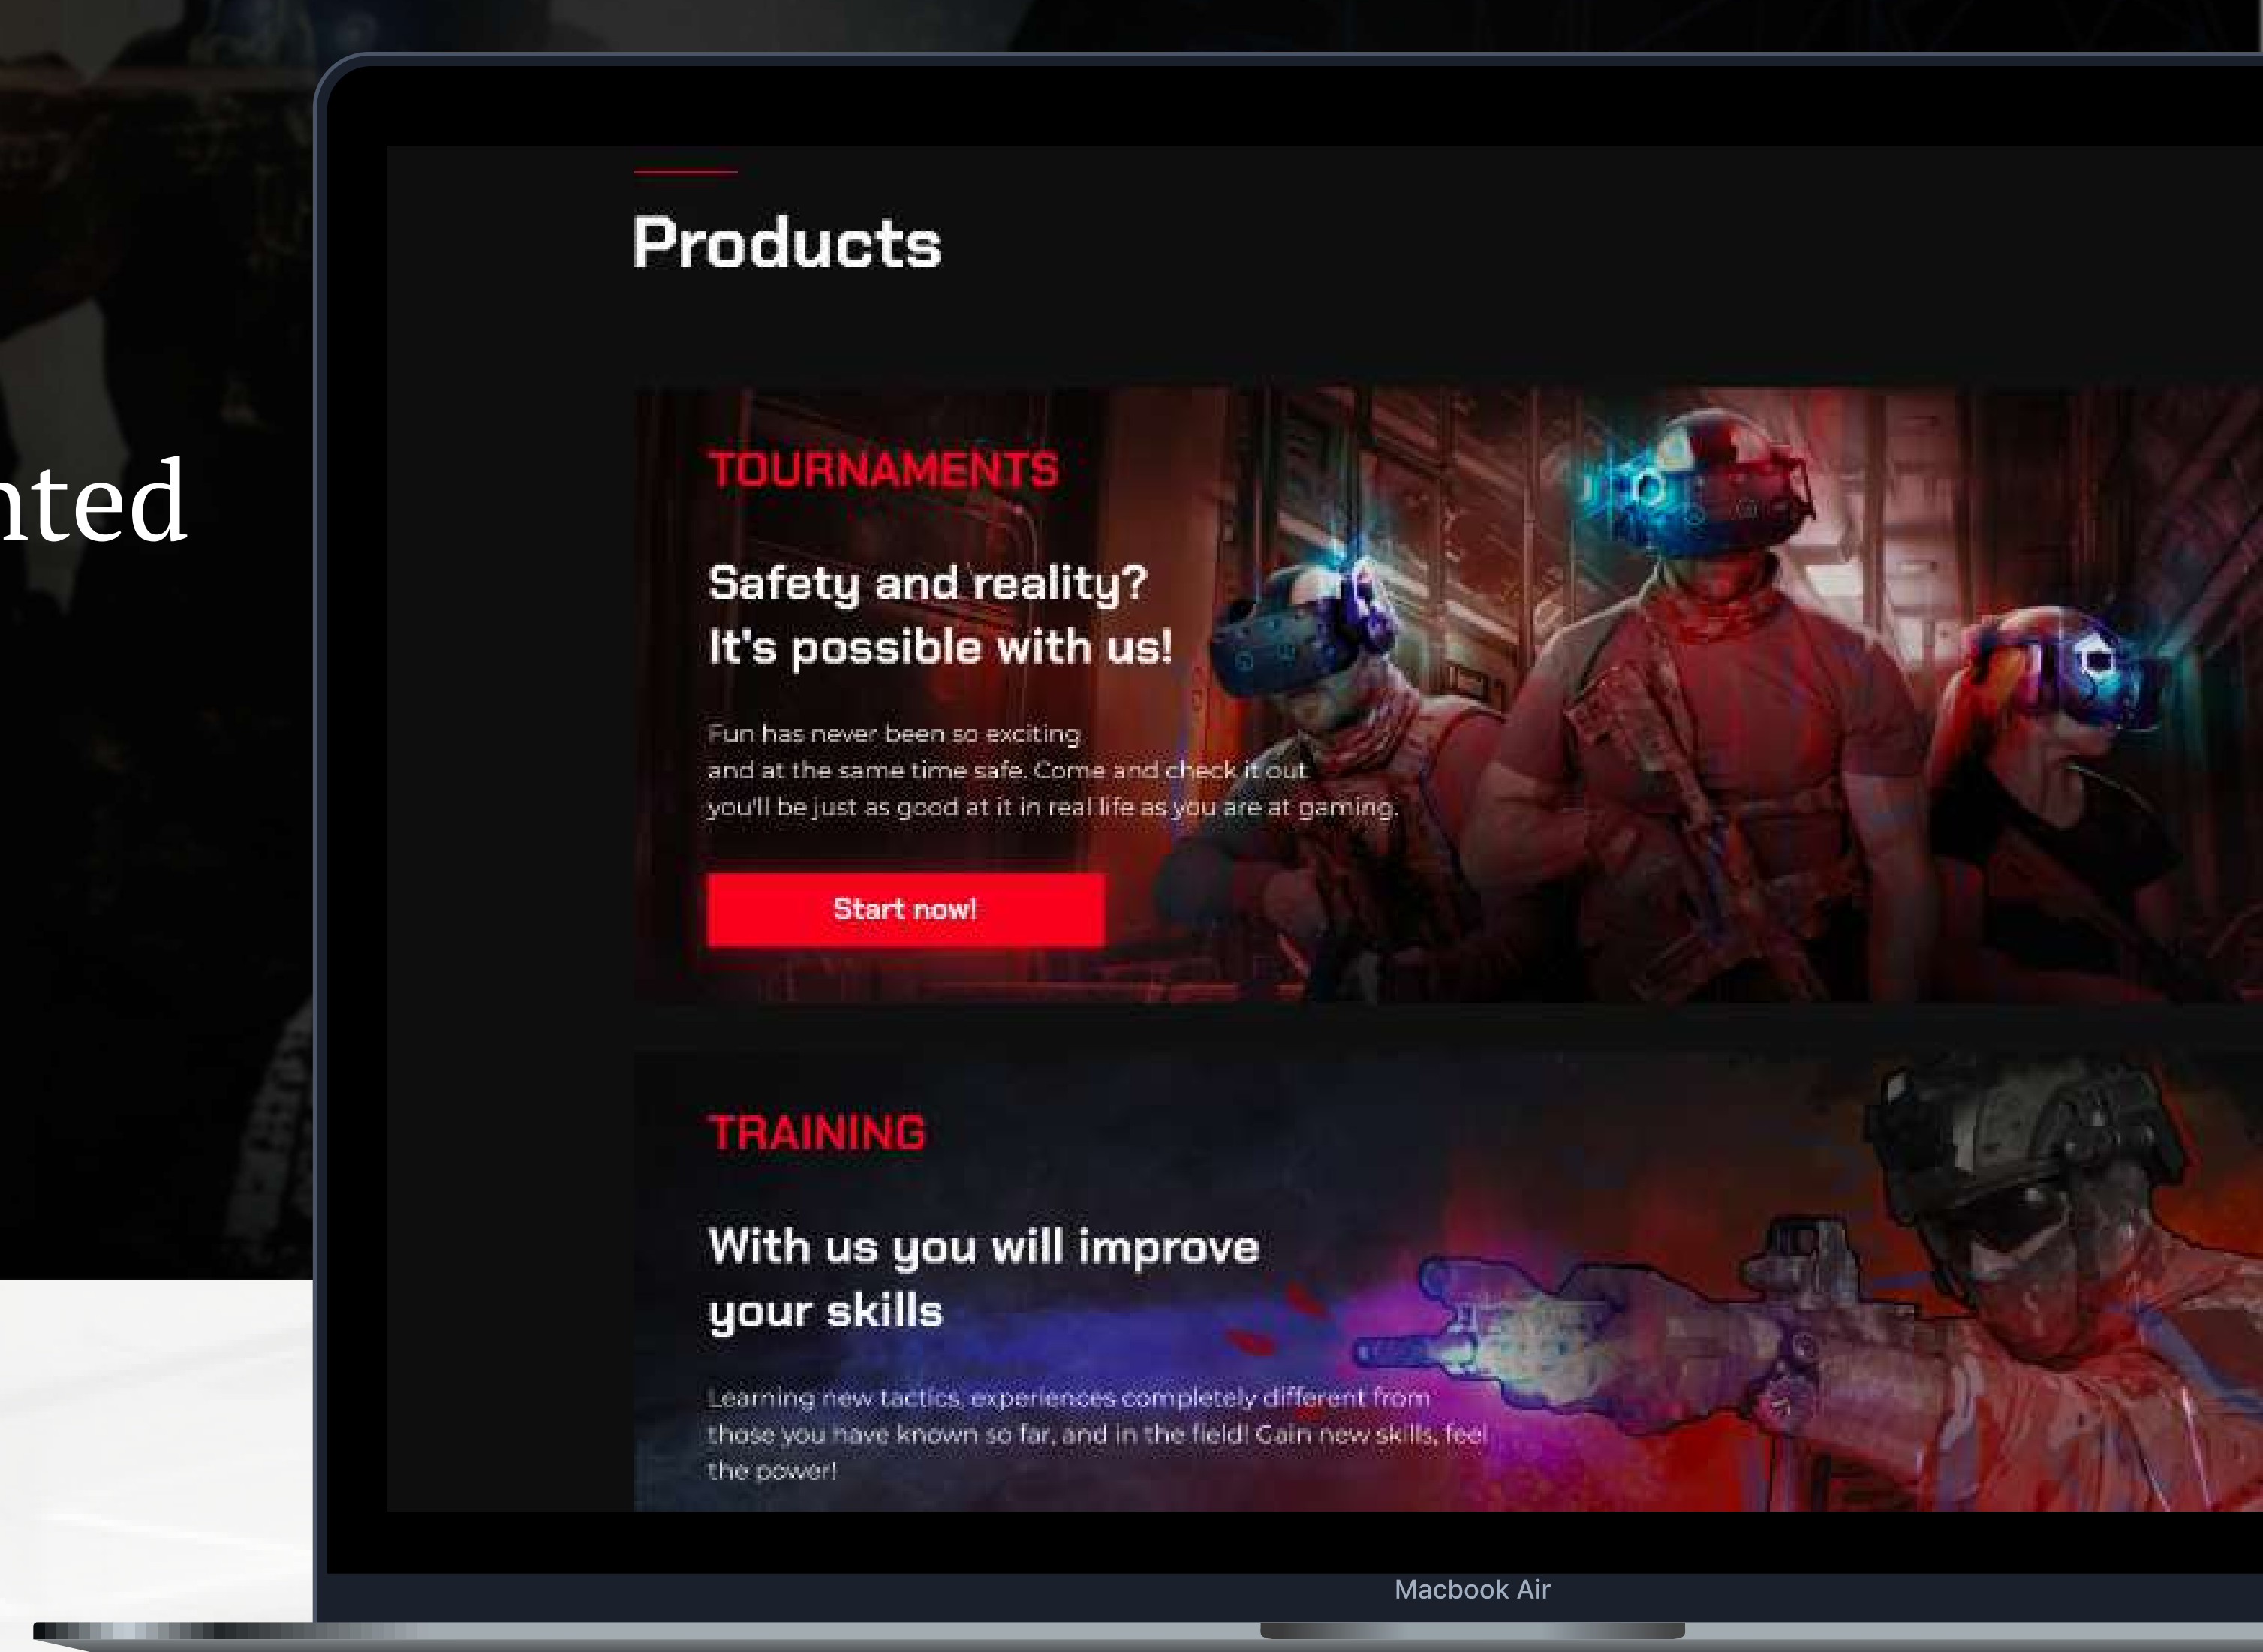 nted
Products
TOURNAMENTS
Safety and reality?
It's possible with us!
Fun has never been so exciting
and at the same time safe. Come and check it out
you'll be just as good at it in real life as you are at gaming.
Start now!
TRAINING
With us you will improve
your skills
Learning new tactics, experiences completely different from
those you have known so far, and in the field! Gain new skills, feel
the power!
Macbook Air